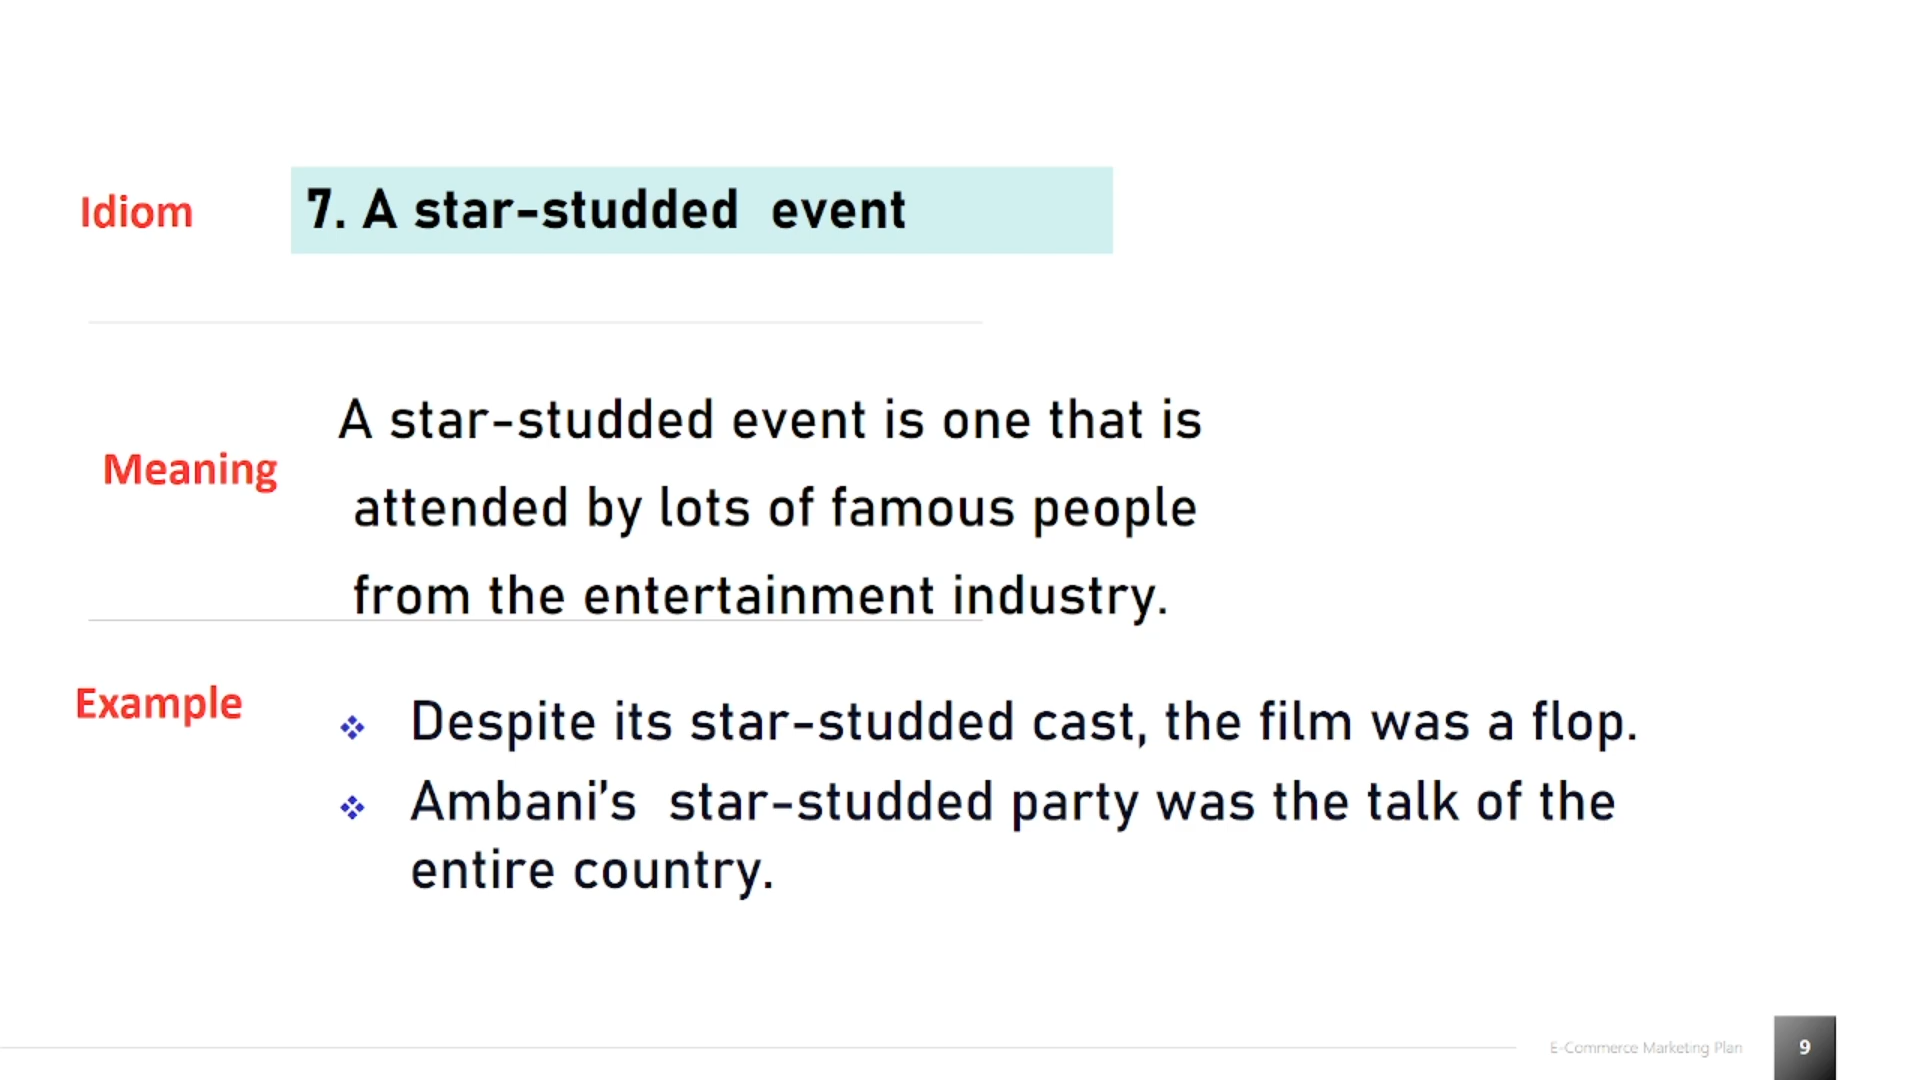 Idiom
7. A star-studded  event
Meaning
A star-studded event is one that is
attended by lots of famous people
from the entertainment industry.
Example
❖ Despite its star-studded cast, the film was a flop.
❖ Ambani’s  star-studded party was the talk of the
entire country.
E-Commerce Marketing Plan
9